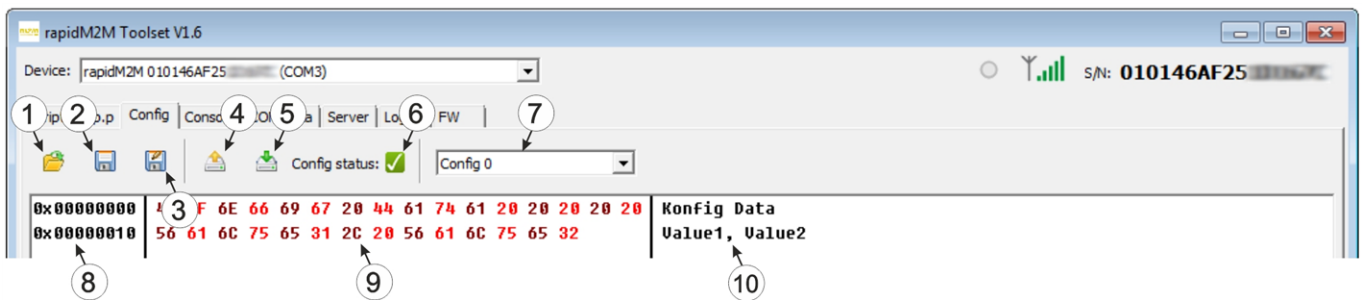 rapidM2M Toolset V1.6
Device: rapidM2M 010146AF25 (COM3)
S/N: 010146AF25
1 2 4 5 6 7
Config Server FW
Config status: Config 0
3
0x00000000 F 6E 66 69 67 20 44 61 74 61 20 20 20 20 20 Konfig Data
0x00000010 56 61 6C 75 65 31 2C 20 56 61 6C 75 65 32 Value1, Value2
8 9 10